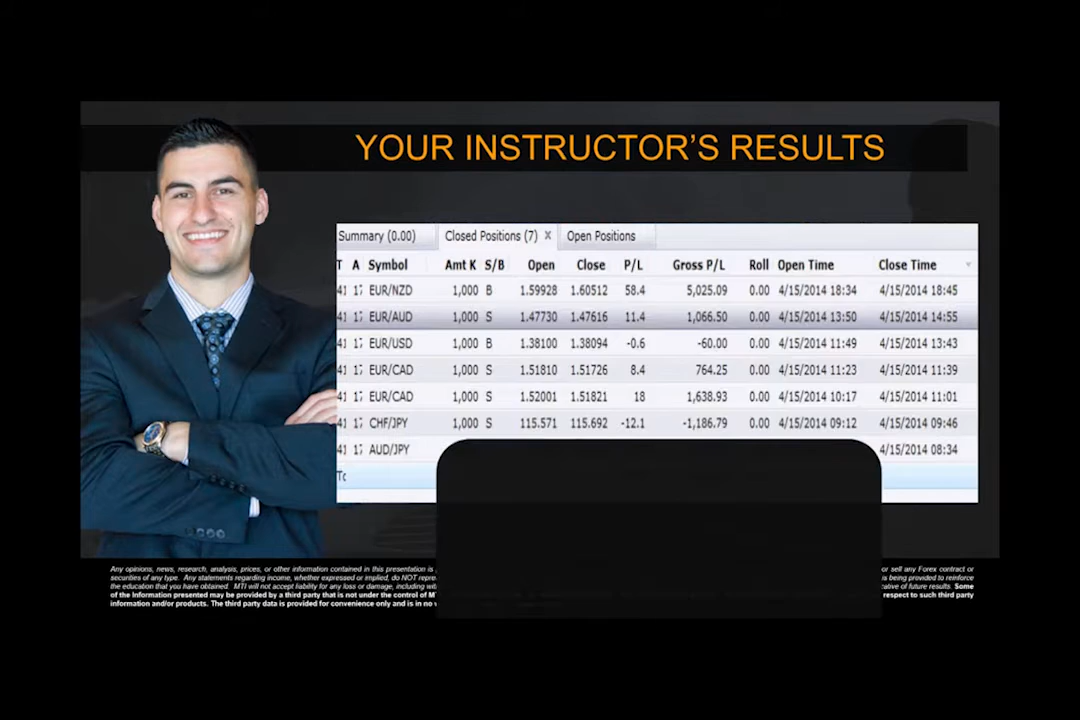 YOUR INSTRUCTOR'S RESULTS
Summary (0.00) Closed Positions (7) x Open Positions
T A Symbol Amt K S/B Open Close P/L Gross P/L Roll Open Time Close Time
41 17 EUR/NZD 1,000 B 1.59928 1.60512 58.4 5,025.09 0.00 4/15/2014 18:34 4/15/2014 18:45
41 17 EUR/AUD 1,000 S 1.47730 1.47616 11.4 1,066.50 0.00 4/15/2014 13:50 4/15/2014 14:55
41 17 EUR/USD 1,000 B 1.38100 1.38094 -0.6 -60.00 0.00 4/15/2014 11:49 4/15/2014 13:43
41 17 EUR/CAD 1,000 S 1.51810 1.51726 8.4 764.25 0.00 4/15/2014 11:23 4/15/2014 11:39
41 17 EUR/CAD 1,000 S 1.52001 1.51821 18 1,638.93 0.00 4/15/2014 10:17 4/15/2014 11:01
41 17 CHF/JPY 1,000 S 115.571 115.692 -12.1 -1,186.79 0.00 4/15/2014 09:12 4/15/2014 09:46
41 17 AUD/JPY 4/15/2014 08:34
Any opinions, news, research, analysis, prices, or other information contained in this presentation is or sell any Forex contract or
securities of any type. Any statements regarding income, whether expressed or implied, do NOT is being provided to reinforce
the education that you have obtained. MTI will not accept liability for any loss or damage, including of future results. Some
of the Information presented may be provided by a third party that is not under the control of respect to such third party
information and/or products. The third party data is provided for convenience only and is in no